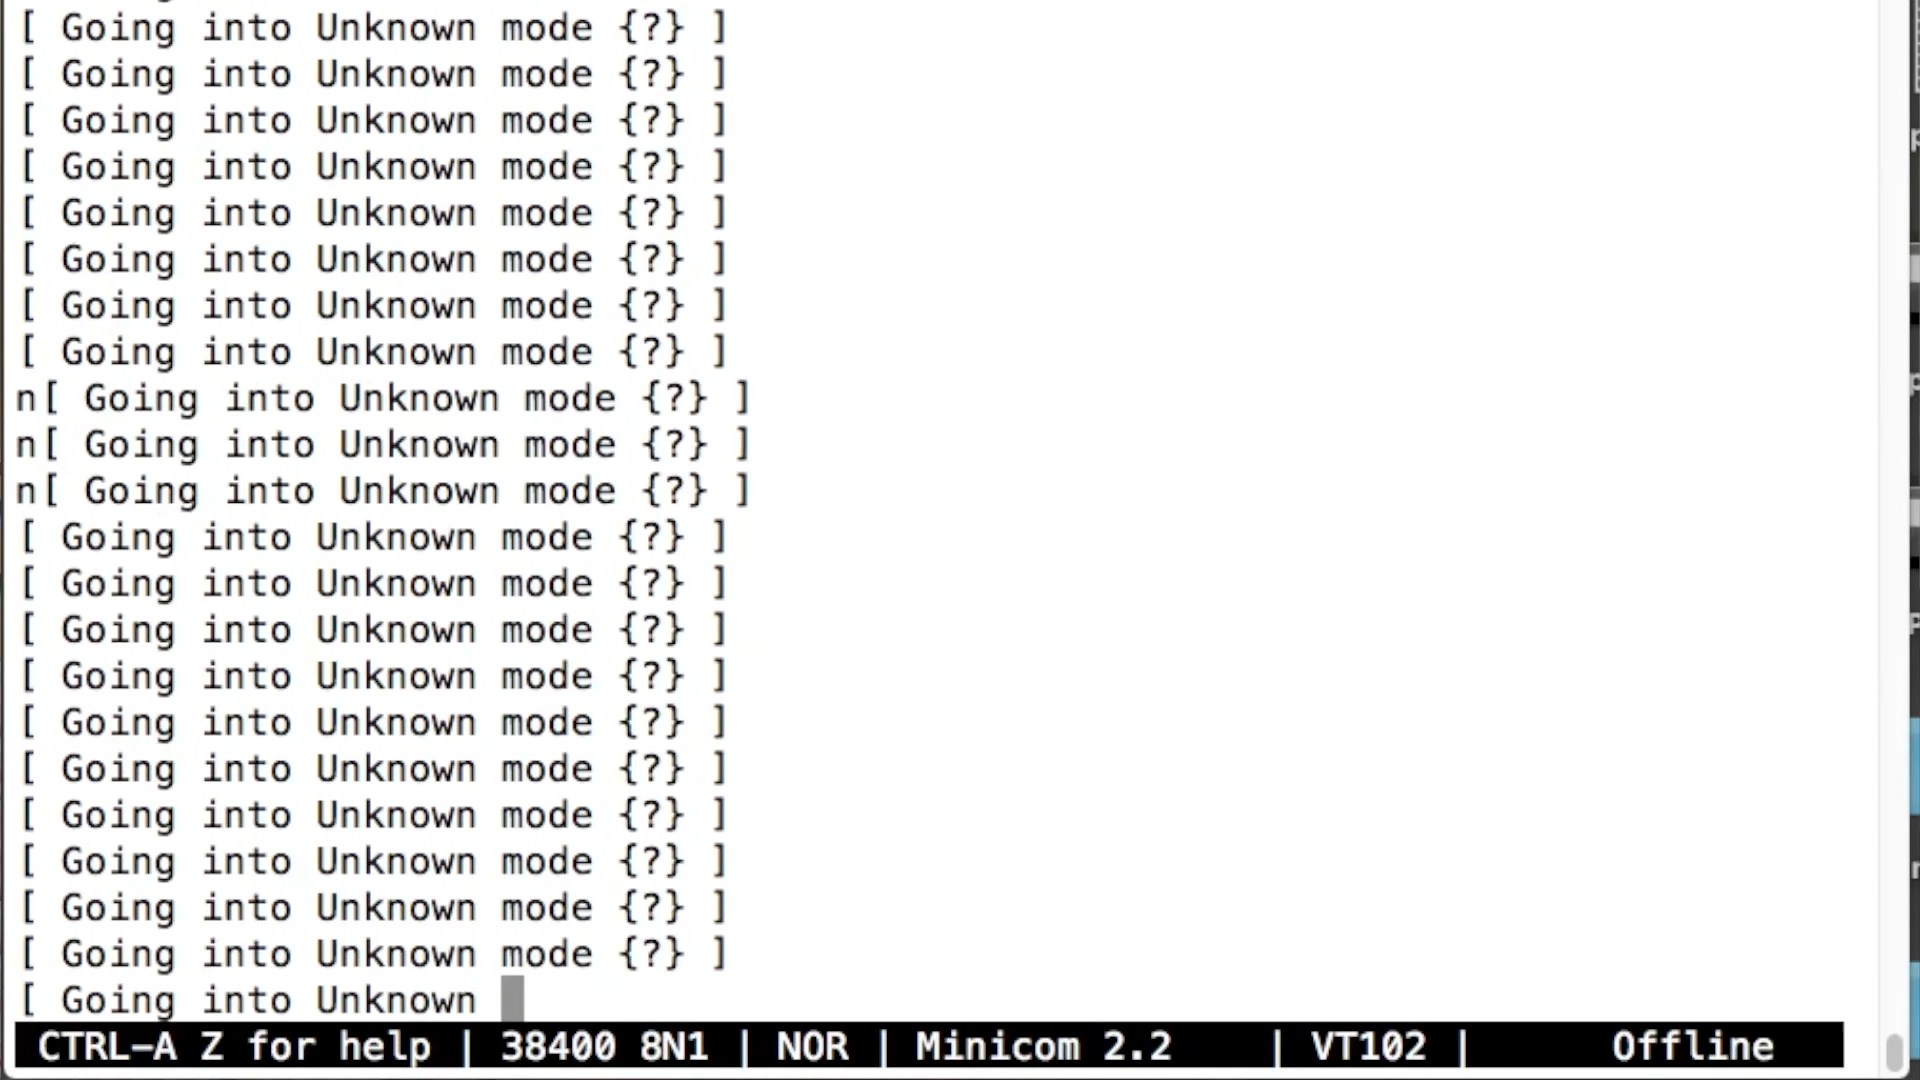 [ Going into Unknown mode {?} ]
[ Going into Unknown mode {?} ]
[ Going into Unknown mode {?} ]
[ Going into Unknown mode {?} ]
[ Going into Unknown mode {?} ]
[ Going into Unknown mode {?} ]
[ Going into Unknown mode {?} ]
[ Going into Unknown mode {?} ]
n[ Going into Unknown mode {?} ]
n[ Going into Unknown mode {?} ]
n[ Going into Unknown mode {?} ]
[ Going into Unknown mode {?} ]
[ Going into Unknown mode {?} ]
[ Going into Unknown mode {?} ]
[ Going into Unknown mode {?} ]
[ Going into Unknown mode {?} ]
[ Going into Unknown mode {?} ]
[ Going into Unknown mode {?} ]
[ Going into Unknown mode {?} ]
[ Going into Unknown mode {?} ]
[ Going into Unknown mode {?} ]
[ Going into Unknown
CTRL-A Z for help | 38400 8N1 | NOR | Minicom 2.2 | VT102 | Offline